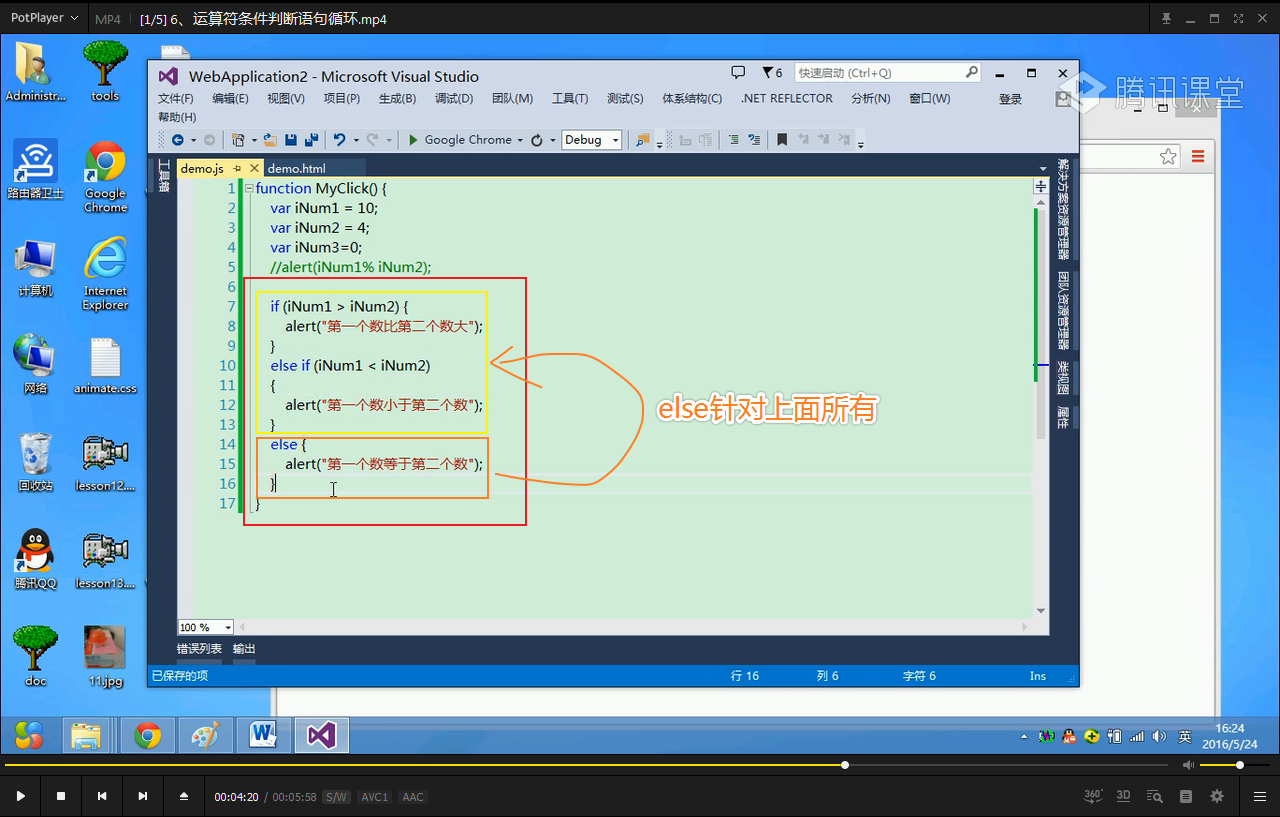 PotPlayer MP4 [1/5] 6、运算符条件判断语句循环.mp4
Administr...
tools
路由器卫士
Google Chrome
计算机
Internet Explorer
网络
animate.css
回收站
lesson12....
腾讯QQ
lesson13....
doc
11.jpg
腾讯课堂
WebApplication2 - Microsoft Visual Studio
6
快速启动 (Ctrl+Q)
文件(F) 编辑(E) 视图(V) 项目(P) 生成(B) 调试(D) 团队(M) 工具(T) 测试(S) 体系结构(C) .NET REFLECTOR 分析(N) 窗口(W) 登录
帮助(H)
Google Chrome Debug
工具箱
demo.js demo.html
1 function MyClick() {
2 var iNum1 = 10;
3 var iNum2 = 4;
4 var iNum3=0;
5 //alert(iNum1% iNum2);
6
7 if (iNum1 > iNum2) {
8 alert("第一个数比第二个数大");
9 }
10 else if (iNum1 < iNum2)
11 {
12 alert("第一个数小于第二个数");
13 }
14 else {
15 alert("第一个数等于第二个数");
16 }
17 }
else针对上面所有
解决方案资源管理器
团队资源管理器
类视图
属性
100 %
错误列表 输出
已保存的项 行 16 列 6 字符 6 Ins
W
英
16:24
2016/5/24
00:04:20 / 00:05:58 S/W AVC1 AAC
360° 3D